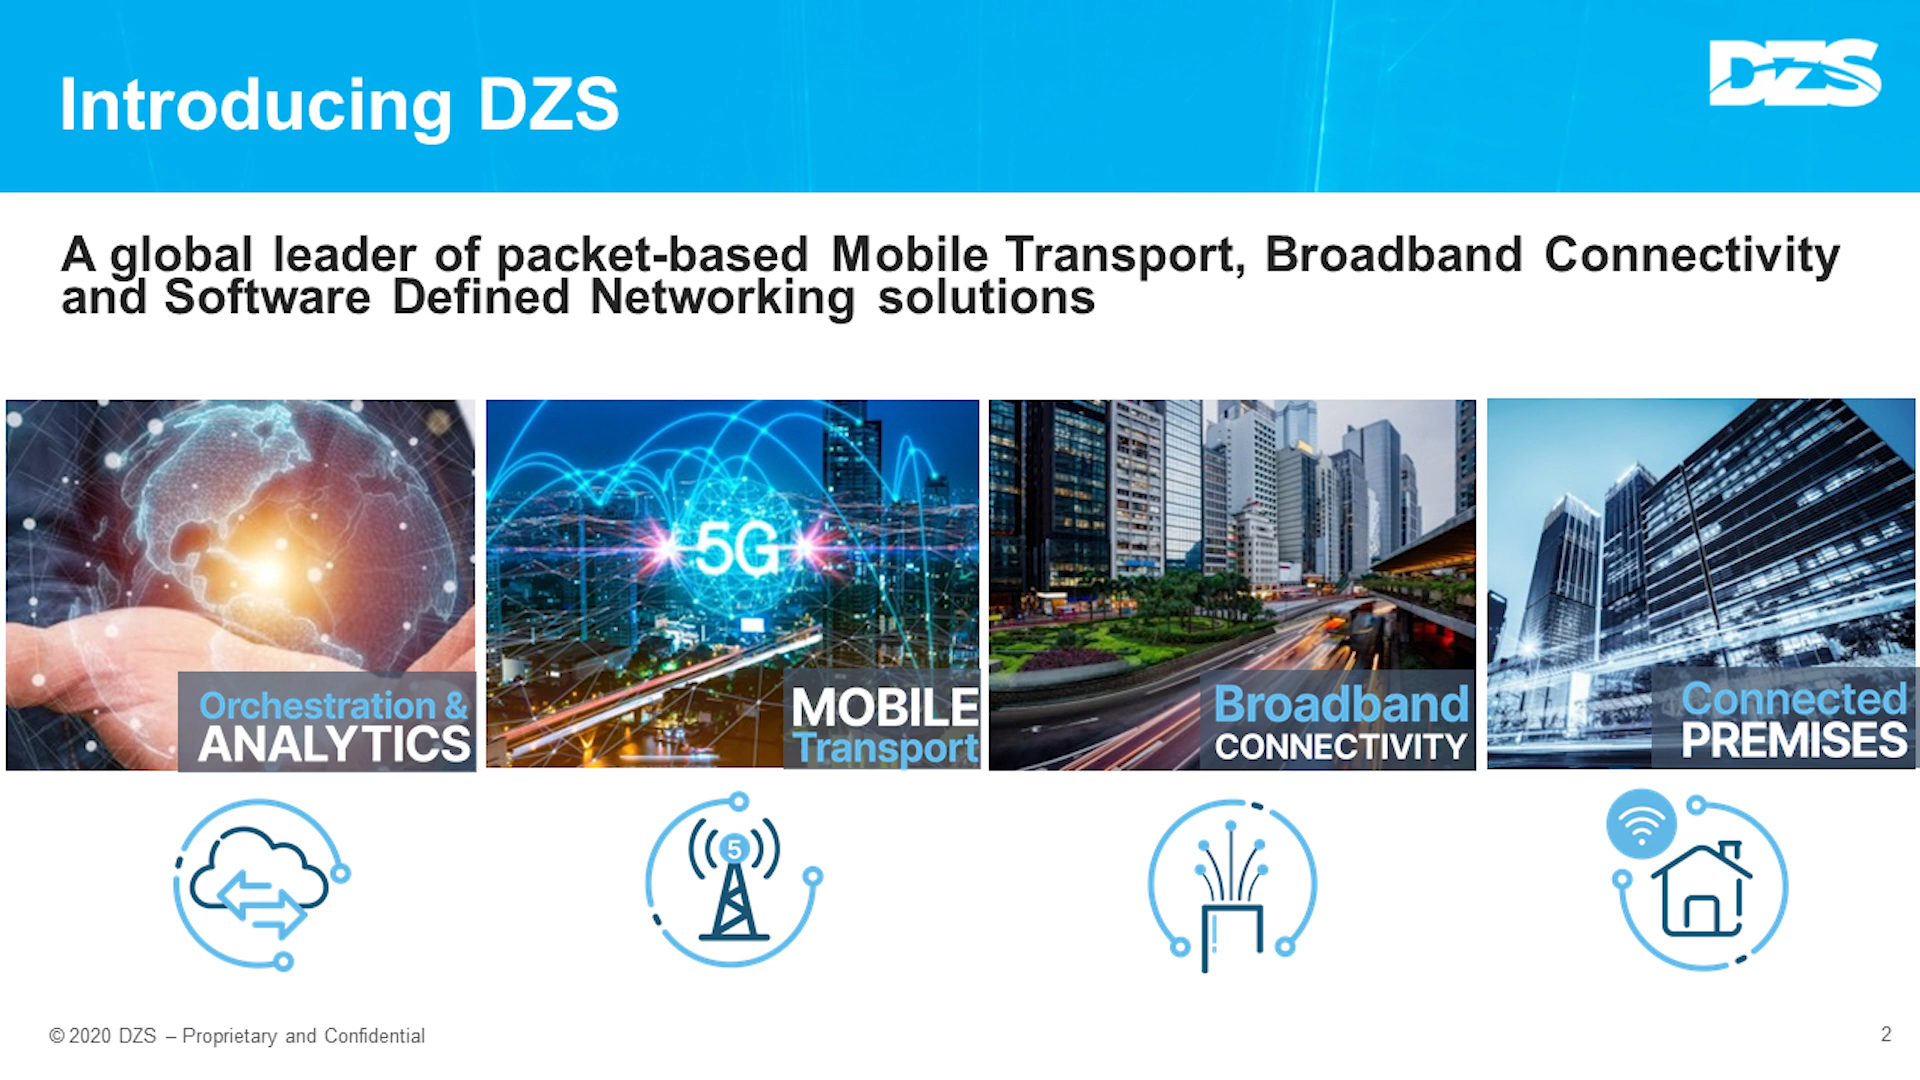 Introducing DZS
DZS
A global leader of packet-based Mobile Transport, Broadband Connectivity
and Software Defined Networking solutions
5G
Orchestration &
ANALYTICS
MOBILE
Transport
Broadband
CONNECTIVITY
Connected
PREMISES
5
© 2020 DZS – Proprietary and Confidential
2